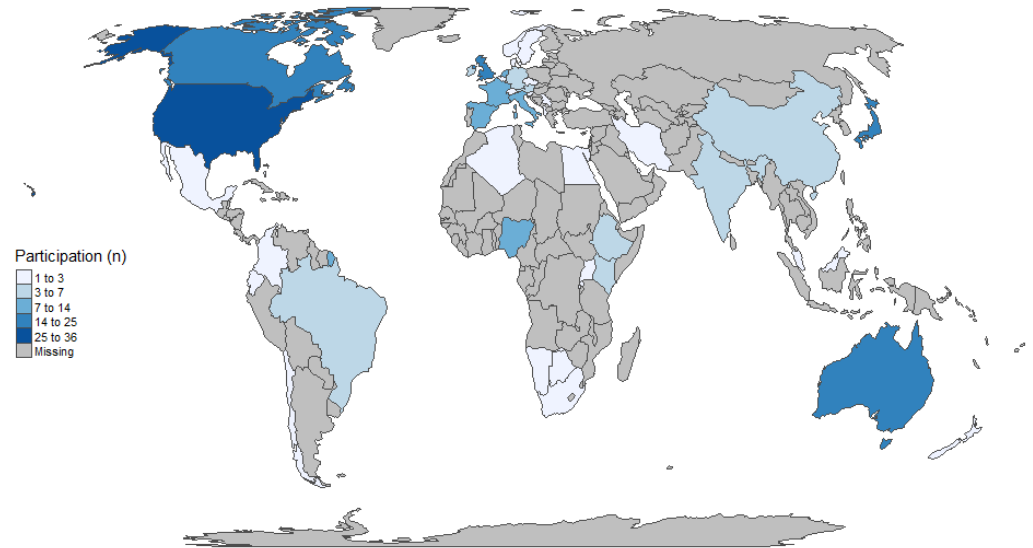 Participation (n)
1 to 3
3 to 7
7 to 14
14 to 25
25 to 36
Missing